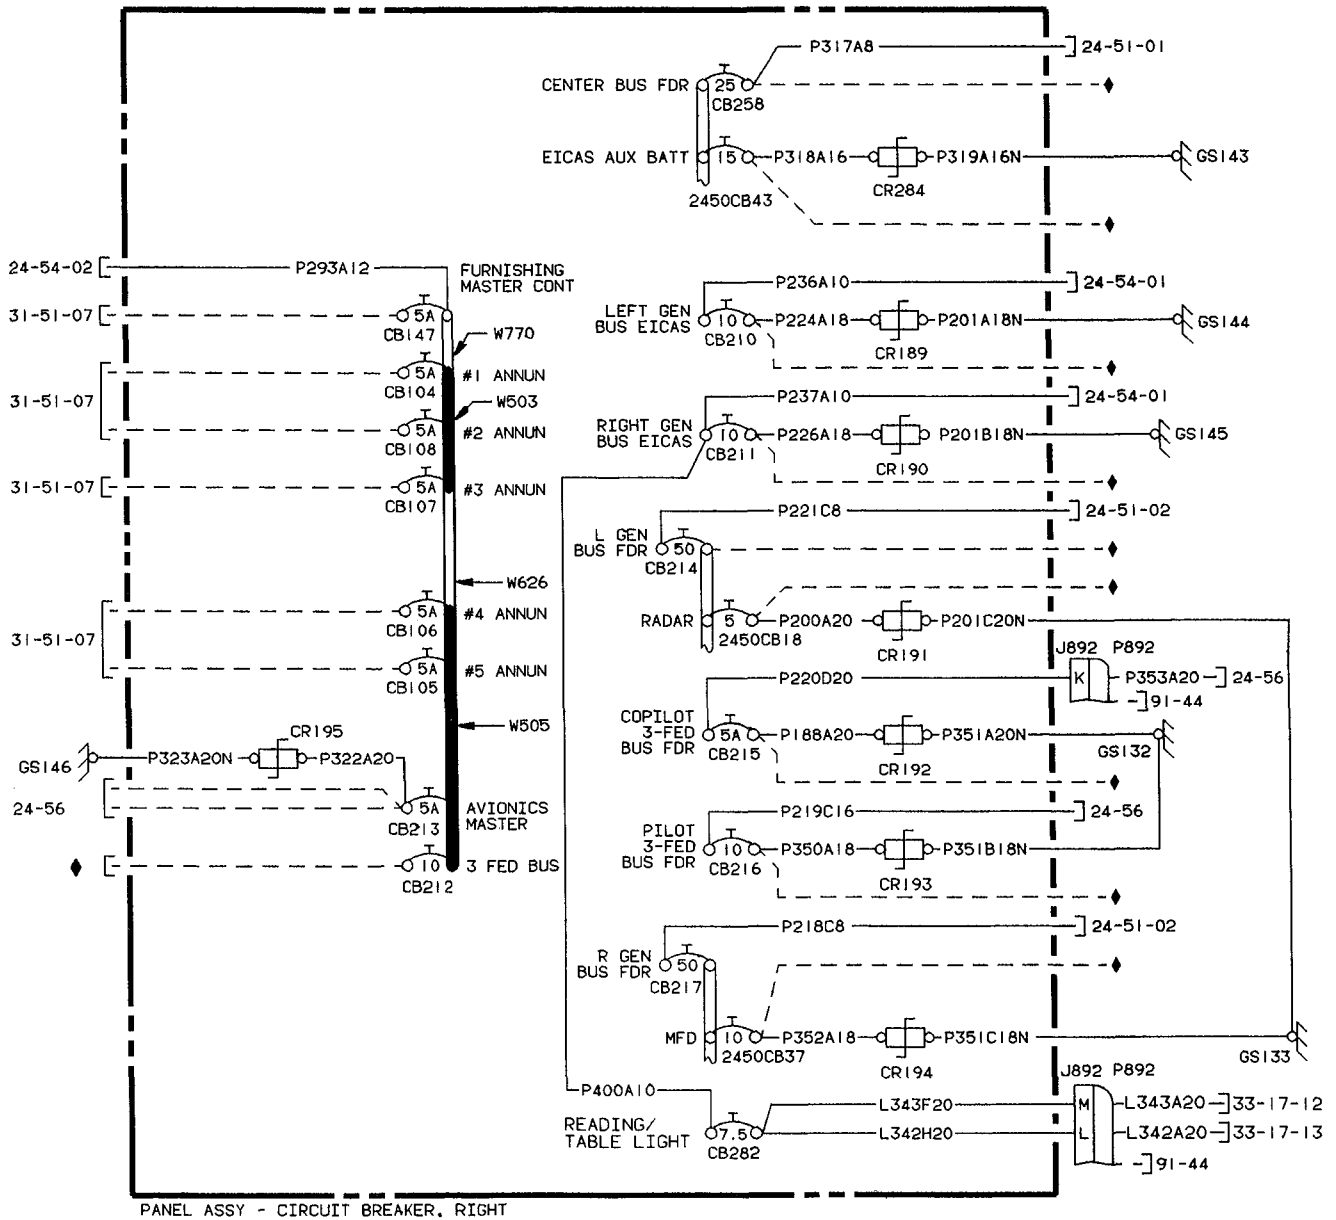 P317A8
24-51-01
CENTER BUS FDR
25
CB258
EICAS AUX BATT
15
P318A16
P319A16N
GS143
CR284
2450CB43
24-54-02
P293A12
FURNISHING
MASTER CONT
P236A10
24-54-01
31-51-07
5A
CB147
W770
LEFT GEN
BUS EICAS
10
P224A18
P201A18N
GS144
CB210
CR189
5A
#1 ANNUN
CB104
P237A10
24-54-01
31-51-07
W503
5A
#2 ANNUN
CB108
RIGHT GEN
BUS EICAS
10
P226A18
P201B18N
GS145
CB211
CR190
31-51-07
5A
#3 ANNUN
CB107
P221C8
24-51-02
L GEN
BUS FDR
50
CB214
W626
31-51-07
5A
#4 ANNUN
CB106
RADAR
5
P200A20
P201C20N
2450CB18
CR191
5A
#5 ANNUN
CB105
J892 P892
P220D20
K
P353A20
24-56
91-44
W505
COPILOT
3-FED
BUS FDR
5A
P188A20
P351A20N
CB215
CR192
GS132
CR195
GS146
P323A20N
P322A20
24-56
5A
CB213
AVIONICS
MASTER
P219C16
24-56
PILOT
3-FED
BUS FDR
10
P350A18
P351B18N
CB216
CR193
10
3 FED BUS
CB212
P218C8
24-51-02
R GEN
BUS FDR
50
CB217
MFD
10
P352A18
P351C18N
2450CB37
CR194
GS133
J892 P892
P400A10
READING/
TABLE LIGHT
7.5
CB282
L343F20
M
L343A20
33-17-12
L342H20
L
L342A20
33-17-13
91-44
PANEL ASSY - CIRCUIT BREAKER, RIGHT